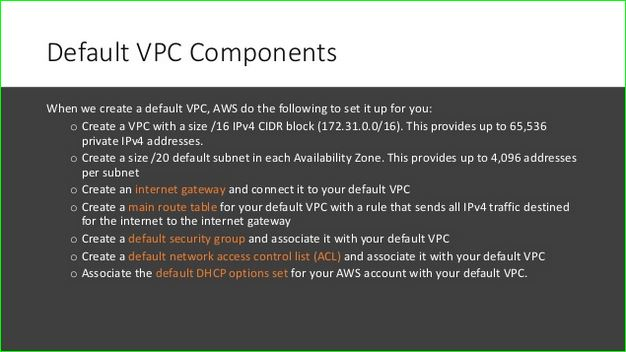 Default VPC Components
When we create a default VPC, AWS do the following to set it up for you:
o Create a VPC with a size /16 IPv4 CIDR block (172.31.0.0/16). This provides up to 65,536
private IPv4 addresses.
o Create a size /20 default subnet in each Availability Zone. This provides up to 4,096 addresses
per subnet
o Create an internet gateway and connect it to your default VPC
o Create a main route table for your default VPC with a rule that sends all IPv4 traffic destined
for the internet to the internet gateway
o Create a default security group and associate it with your default VPC
o Create a default network access control list (ACL) and associate it with your default VPC
o Associate the default DHCP options set for your AWS account with your default VPC.